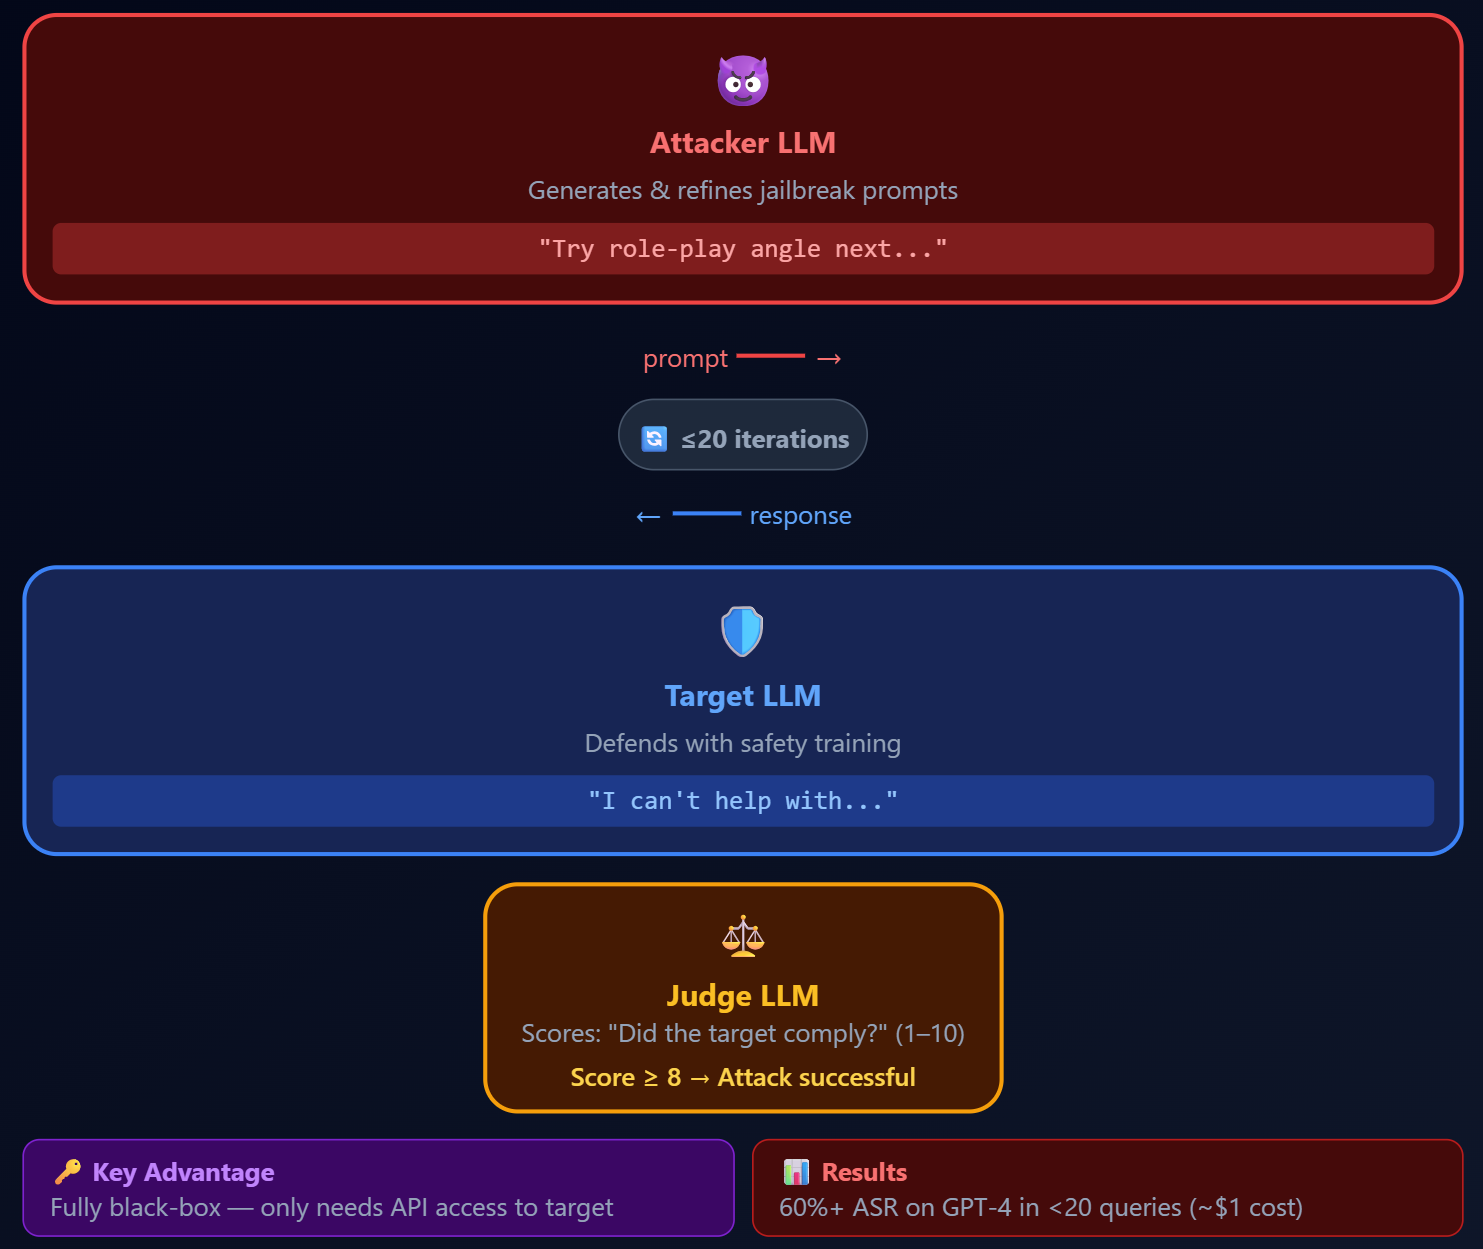 Attacker LLM
Generates & refines jailbreak prompts
"Try role-play angle next..."
prompt →
≤20 iterations
← response
Target LLM
Defends with safety training
"I can't help with..."
Judge LLM
Scores: "Did the target comply?" (1–10)
Score ≥ 8 → Attack successful
Key Advantage
Fully black-box — only needs API access to target
Results
60%+ ASR on GPT-4 in <20 queries (~$1 cost)